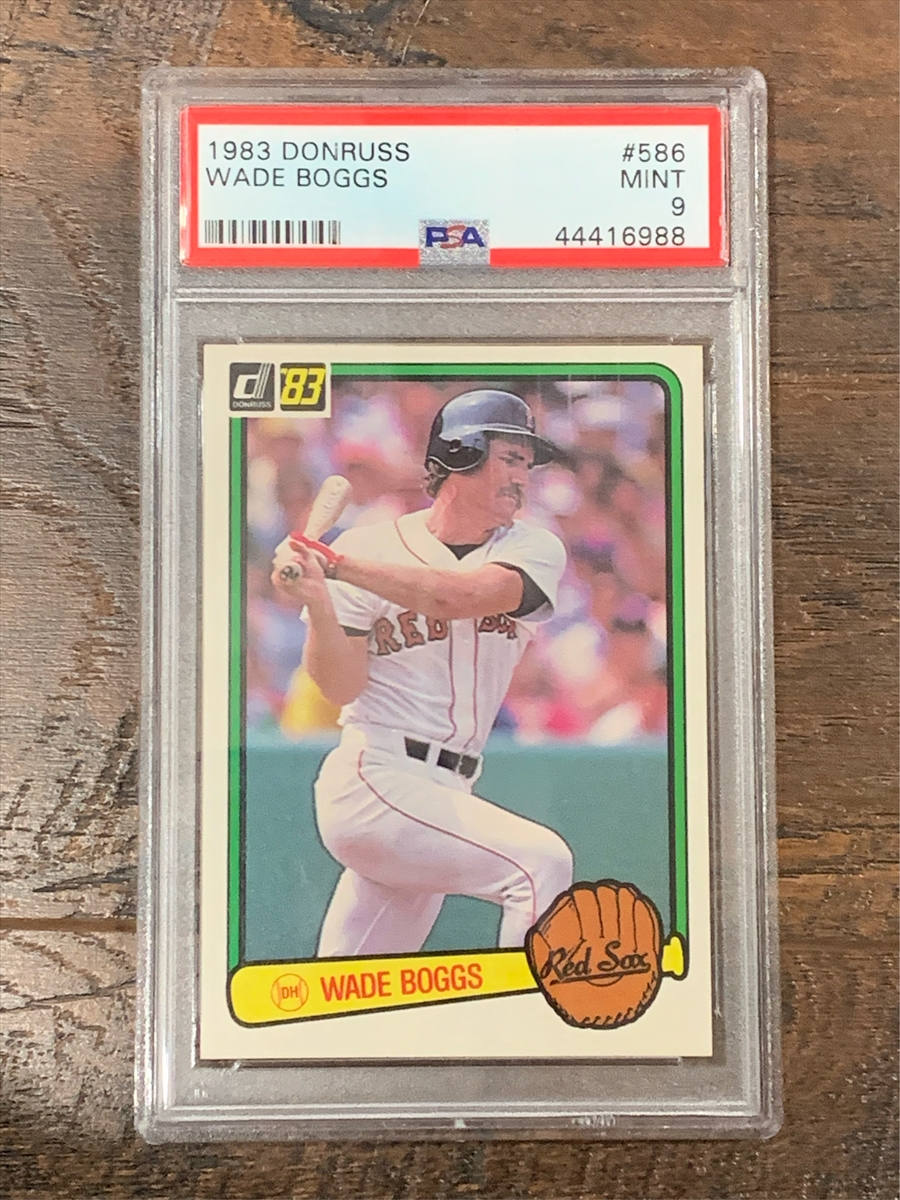 1983 DONRUSS #586
WADE BOGGS MINT
9
PSA 44416988
d '83
DONRUSS
RED SOX
DH WADE BOGGS
Red Sox